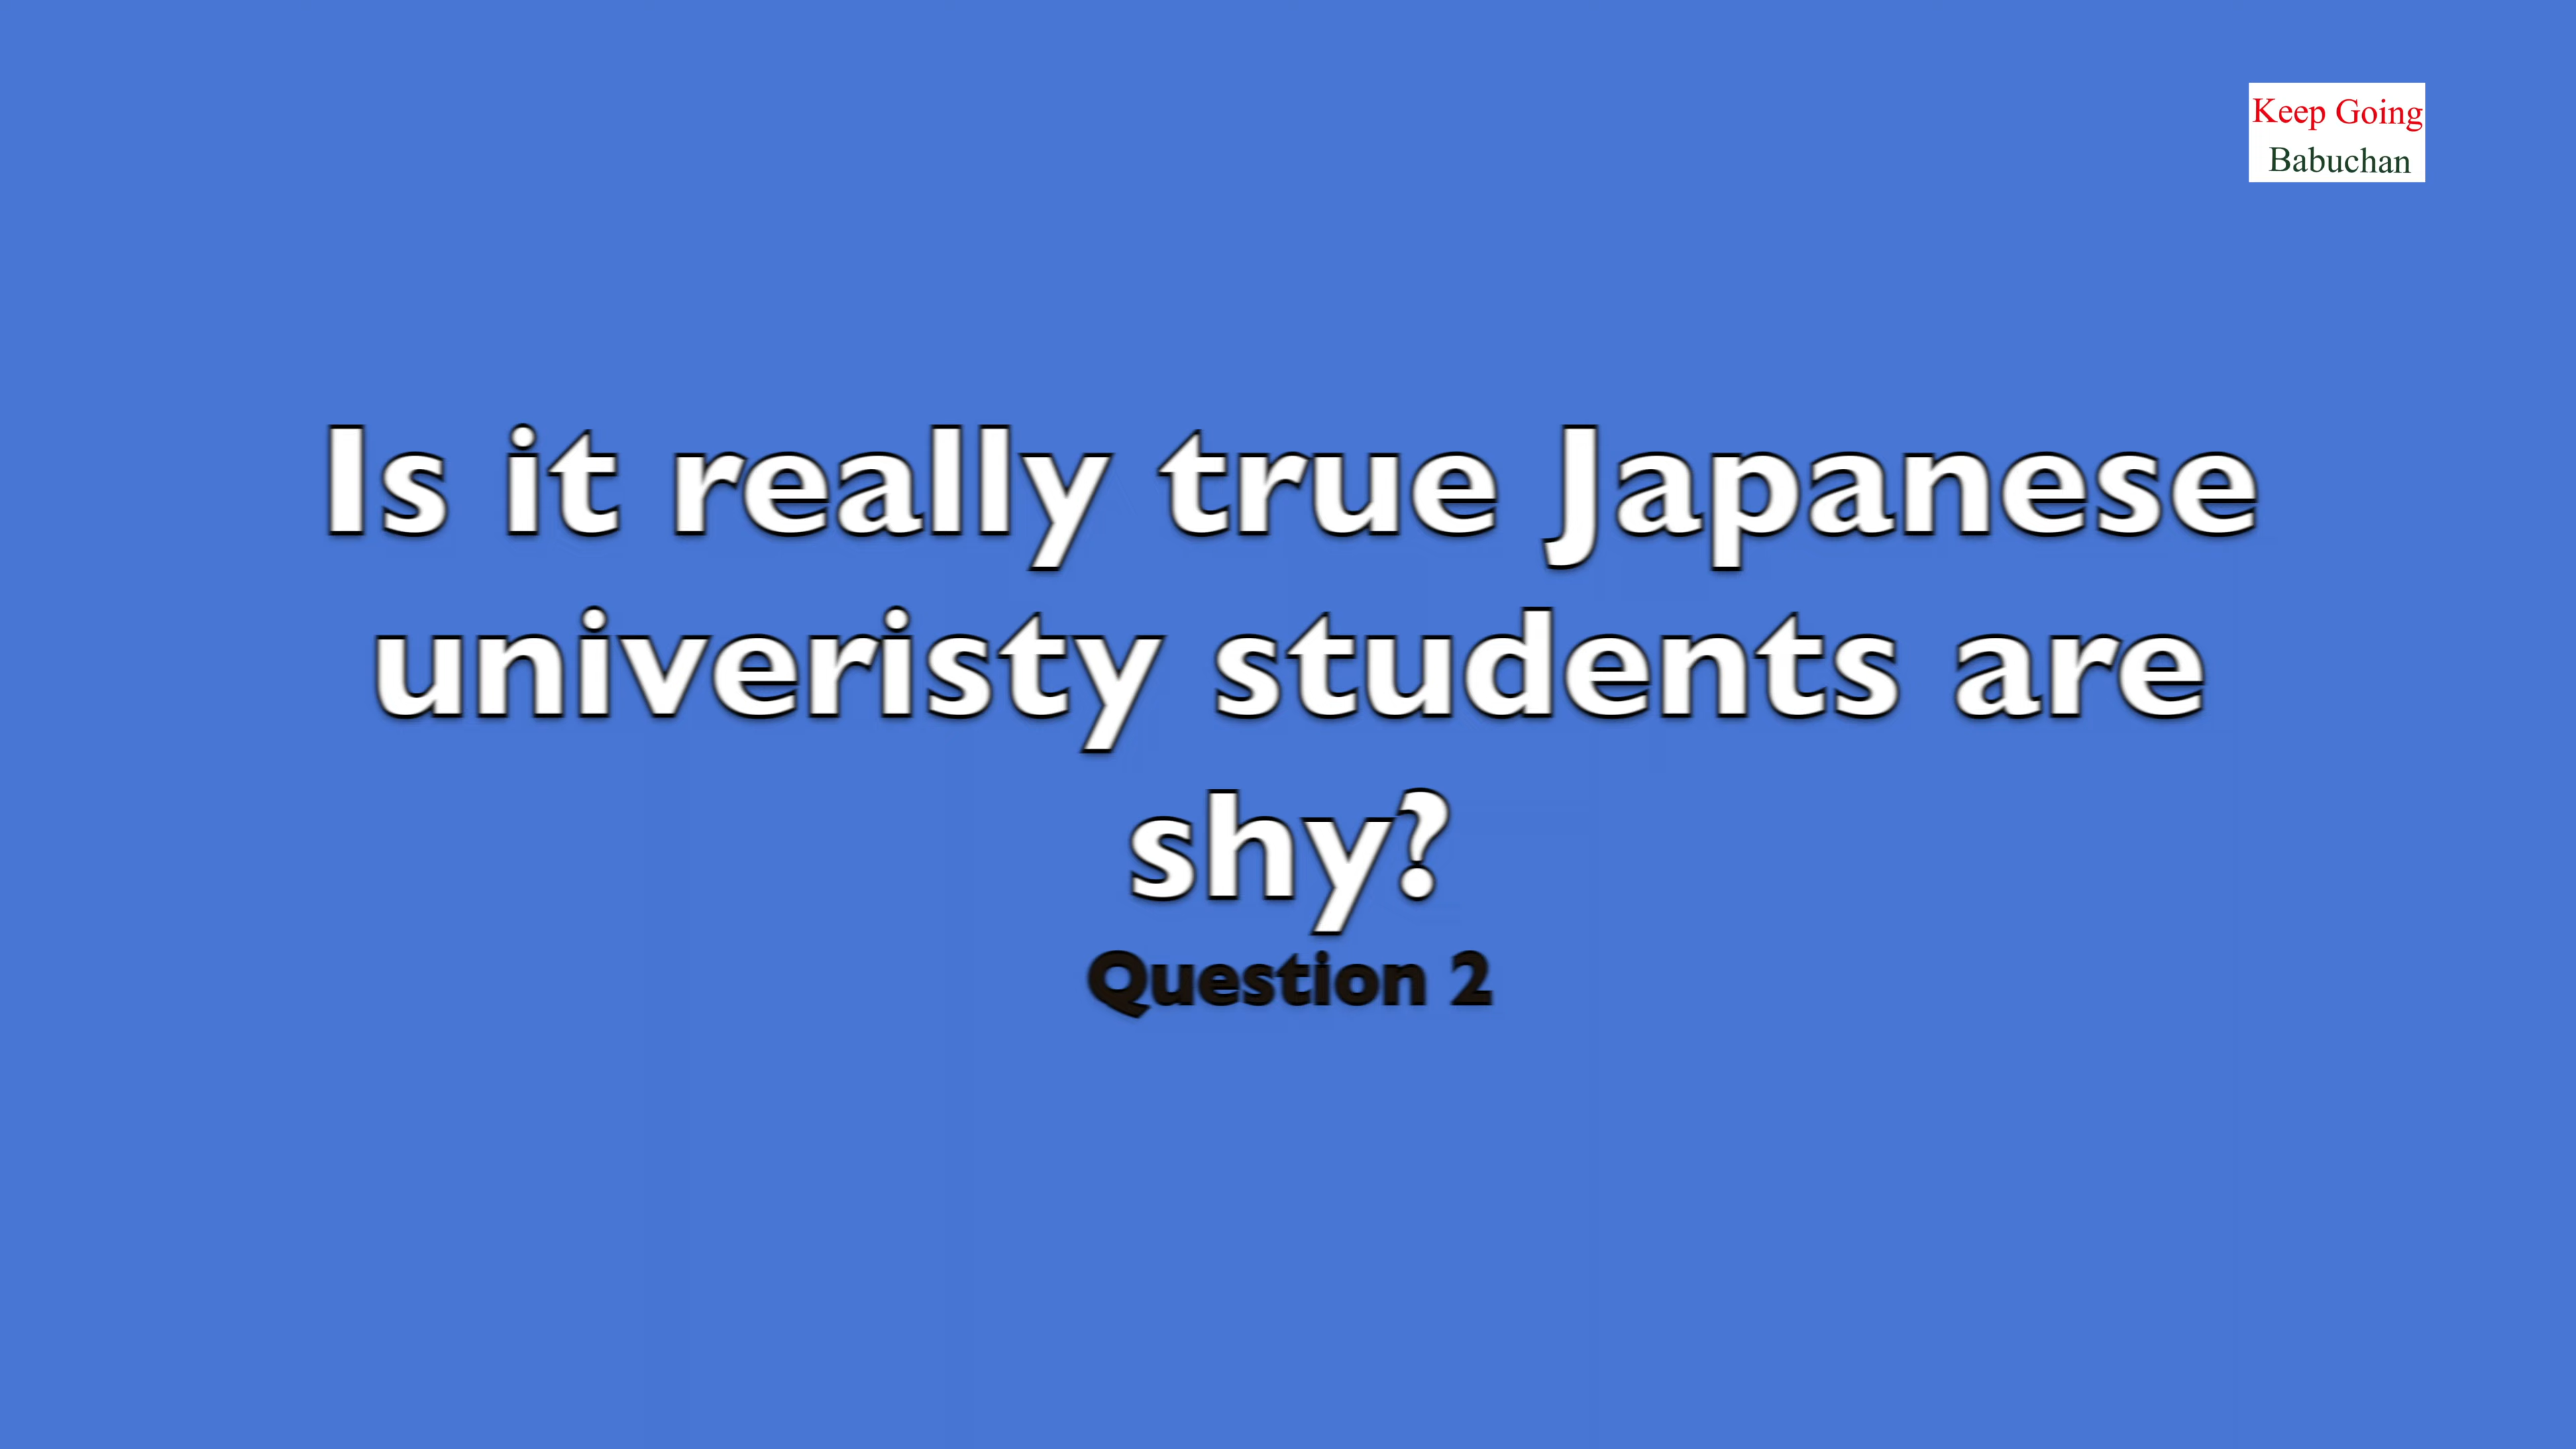 Keep Going
Babuchan
Is it really true Japanese
univeristy students are
shy?
Question 2